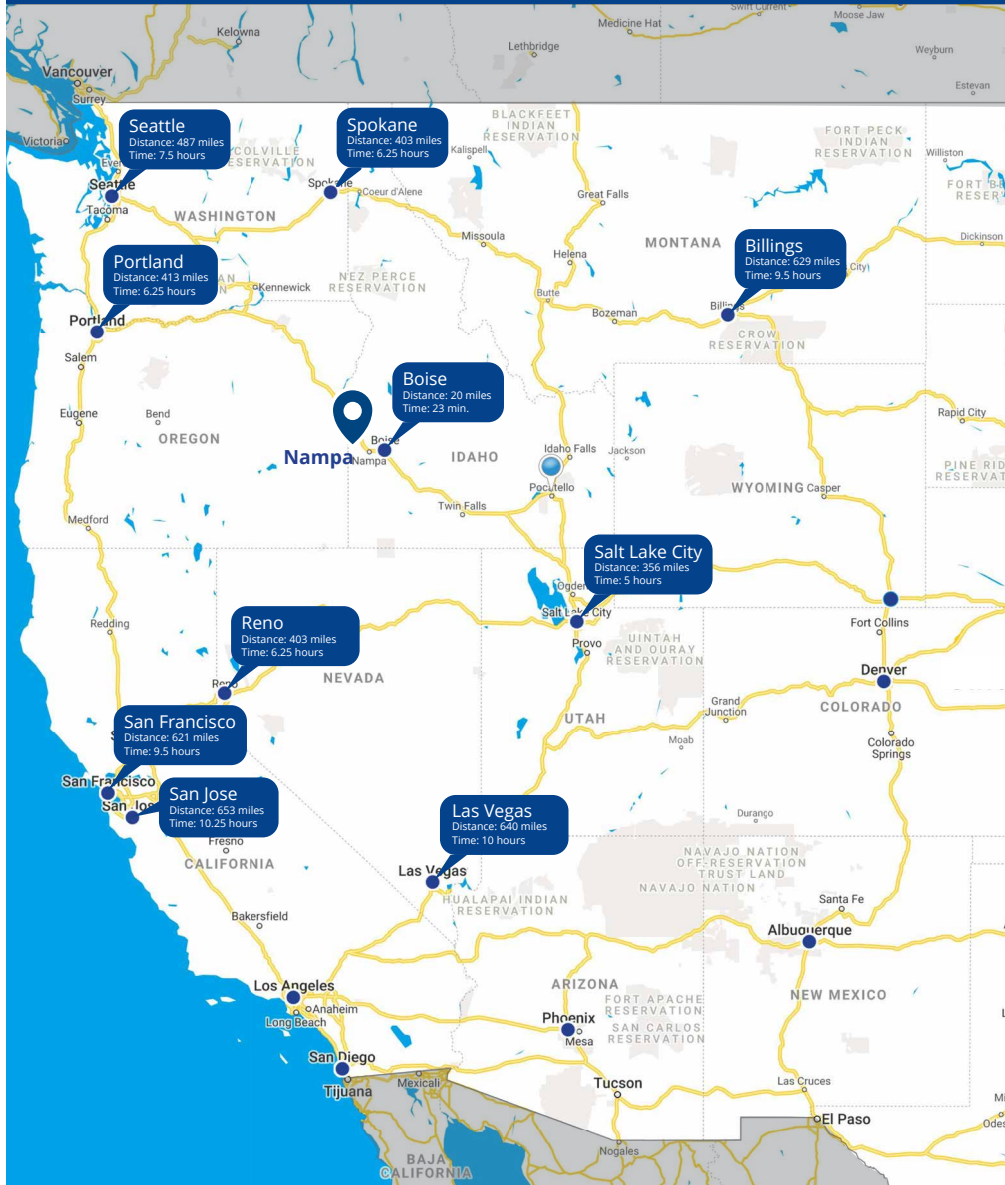 Swift Current
Moose Jaw
Medicine Hat
Kelowna
Lethbridge
Weyburn
Vancouver
Estevan
Surrey
BLACKFEET
INDIAN
RESERVATION
Seattle
Distance: 487 miles
Time: 7.5 hours
Spokane
Distance: 403 miles
Time: 6.25 hours
FORT PECK
INDIAN
RESERVATION
Victoria
COLVILLE
RESERVATION
Kalispell
Williston
Seattle
Spokane
Coeur d'Alene
Great Falls
Tacoma
WASHINGTON
Missoula
Dickinson
MONTANA
Portland
Distance: 413 miles
Time: 6.25 hours
Billings
Distance: 629 miles
Time: 9.5 hours
Helena
City
NEZ PERCE
RESERVATION
Kennewick
Butte
Billings
Bozeman
Portland
CROW
RESERVATION
Salem
Boise
Distance: 20 miles
Time: 23 min.
Eugene
Bend
Rapid City
OREGON
Boise
Nampa
Nampa
IDAHO
Idaho Falls
Jackson
Pocatello
WYOMING
Casper
Twin Falls
Medford
Salt Lake City
Distance: 356 miles
Time: 5 hours
Ogden
Salt Lake City
Redding
Reno
Distance: 403 miles
Time: 6.25 hours
Fort Collins
Provo
UINTAH
AND OURAY
RESERVATION
Denver
Reno
NEVADA
Grand
Junction
COLORADO
San Francisco
Distance: 621 miles
Time: 9.5 hours
UTAH
Moab
Colorado
Springs
San Francisco
San Jose
San Jose
Distance: 653 miles
Time: 10.25 hours
Las Vegas
Distance: 640 miles
Time: 10 hours
Durango
Fresno
CALIFORNIA
NAVAJO NATION
OFF-RESERVATION
TRUST LAND
NAVAJO NATION
Las Vegas
HUALAPAI INDIAN
RESERVATION
Santa Fe
Bakersfield
Albuquerque
Los Angeles
Anaheim
Long Beach
ARIZONA
FORT APACHE
RESERVATION
NEW MEXICO
Phoenix
Mesa
SAN CARLOS
RESERVATION
San Diego
Tijuana
Mexicali
Tucson
Las Cruces
El Paso
Nogales
BAJA
CALIFORNIA